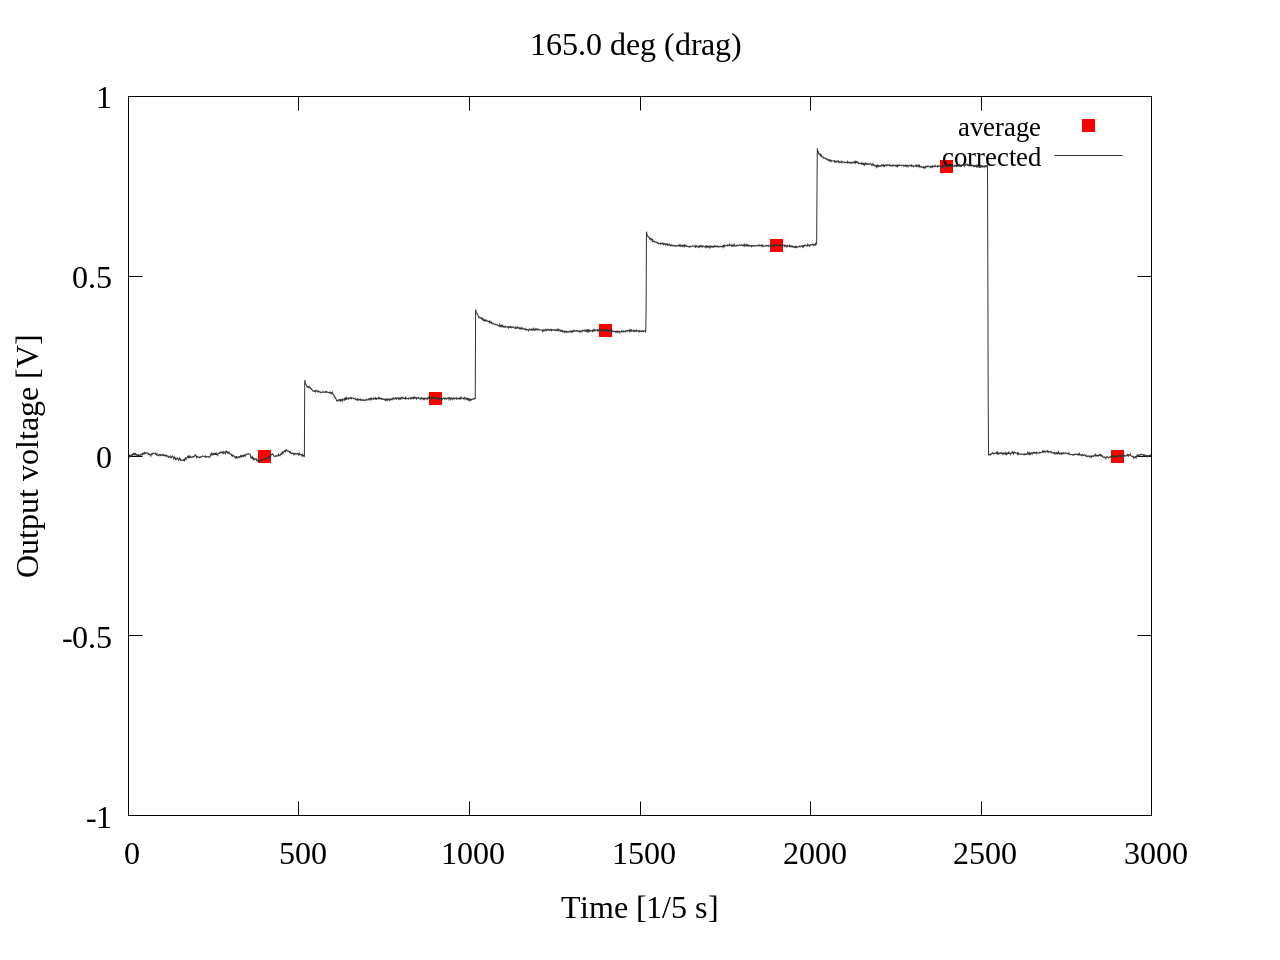 165.0 deg (drag)
1
0.5
0
-0.5
-1
Output voltage [V]
average
corrected
0 500 1000 1500 2000 2500 3000
Time [1/5 s]